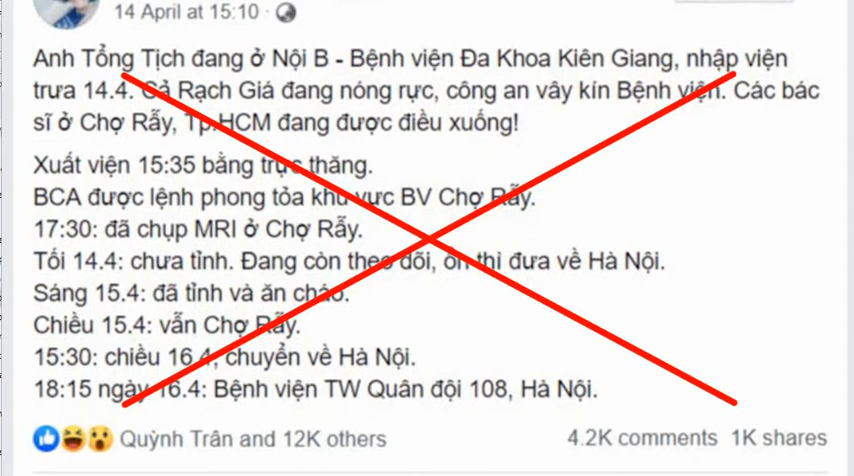 14 April at 15:10 ·
Anh Tổng Tịch đang ở Nội B - Bệnh viện Đa Khoa Kiên Giang, nhập viện
trưa 14.4. Cả Rạch Giá đang nóng rực, công an vây kín Bệnh viện. Các bác
sĩ ở Chợ Rẫy, Tp.HCM đang được điều xuống!
Xuất viện 15:35 bằng trực thăng.
BCA được lệnh phong tỏa khu vực BV Chợ Rẫy.
17:30: đã chụp MRI ở Chợ Rẫy.
Tối 14.4: chưa tỉnh. Đang còn theo dõi, ổn thì đưa về Hà Nội.
Sáng 15.4: đã tỉnh và ăn cháo.
Chiều 15.4: vẫn Chợ Rẫy.
15:30: chiều 16.4, chuyển về Hà Nội.
18:15 ngày 16.4: Bệnh viện TW Quân đội 108, Hà Nội.
Quỳnh Trân and 12K others 4.2K comments 1K shares